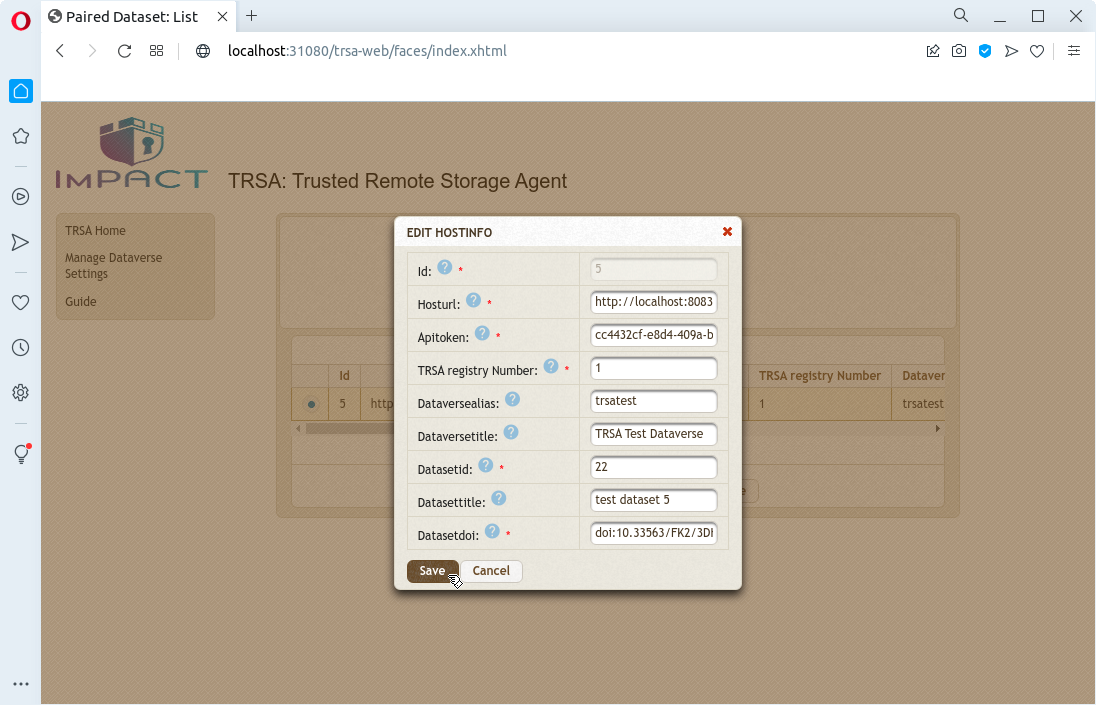 Paired Dataset: List
localhost:31080/trsa-web/faces/index.xhtml
IMPACT
TRSA: Trusted Remote Storage Agent
TRSA Home
Manage Dataverse
Settings
Guide
EDIT HOSTINFO
Id: ? * 5
Hosturl: ? * http://localhost:8083
Apitoken: ? * cc4432cf-e8d4-409a-b
TRSA registry Number: ? * 1
Dataversealias: ? trsatest
Dataversetitle: ? TRSA Test Dataverse
Datasetid: ? * 22
Datasettitle: ? test dataset 5
Datasetdoi: ? * doi:10.33563/FK2/3D
Save Cancel
Id TRSA registry Number Dataver
5 http 1 trsatest